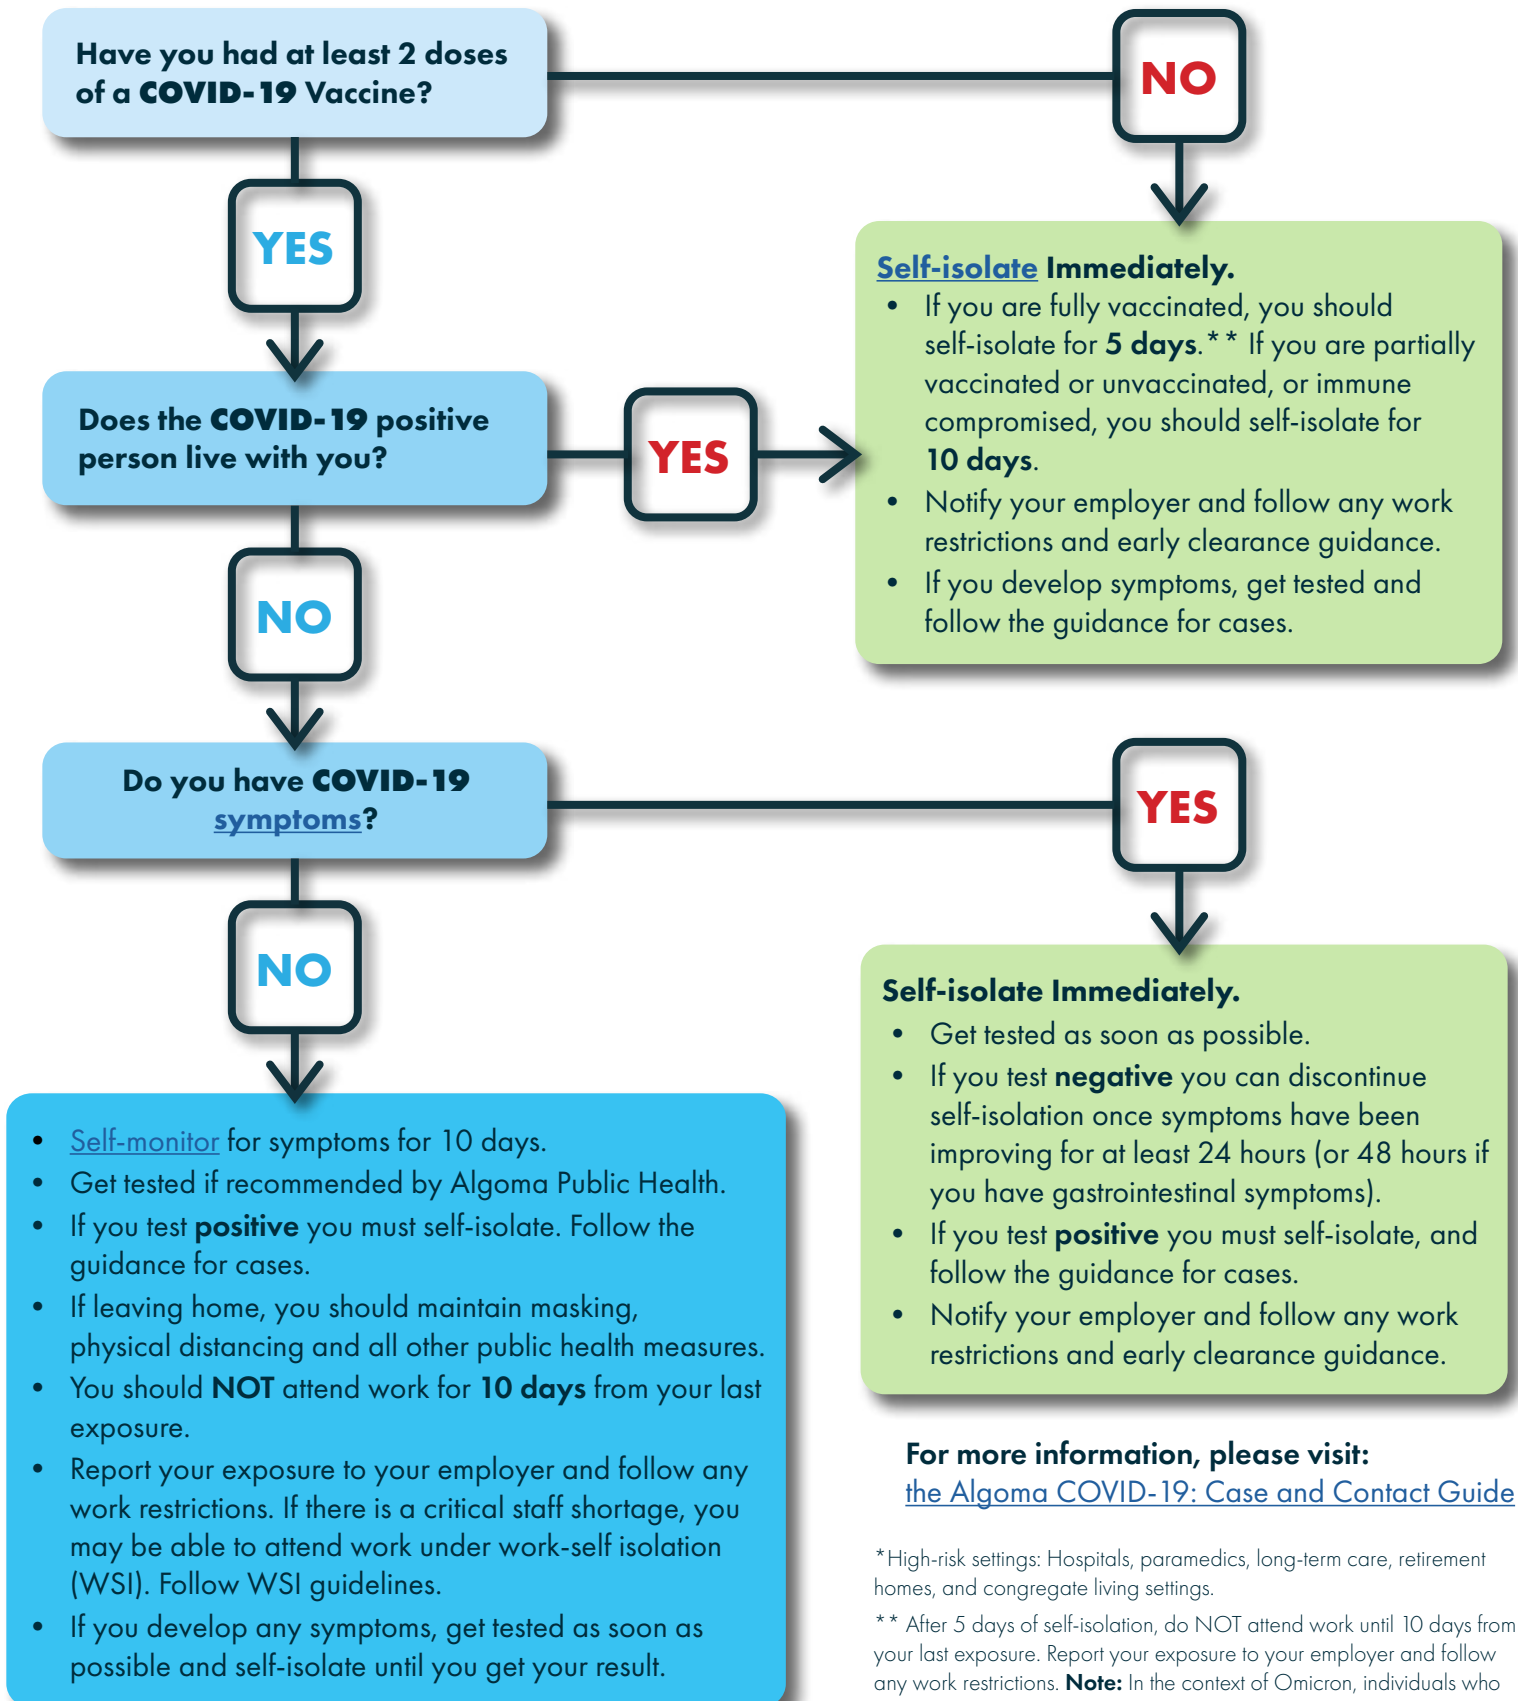 Have you had at least 2 doses
of a COVID-19 Vaccine?
NO
YES
Self-isolate Immediately.
• If you are fully vaccinated, you should
self-isolate for 5 days.** If you are partially
vaccinated or unvaccinated, or immune
compromised, you should self-isolate for
10 days.
• Notify your employer and follow any work
restrictions and early clearance guidance.
• If you develop symptoms, get tested and
follow the guidance for cases.
Does the COVID-19 positive
person live with you?
YES
NO
Do you have COVID-19
symptoms?
YES
NO
Self-isolate Immediately.
• Get tested as soon as possible.
• If you test negative you can discontinue
self-isolation once symptoms have been
improving for at least 24 hours (or 48 hours if
you have gastrointestinal symptoms).
• If you test positive you must self-isolate, and
follow the guidance for cases.
• Notify your employer and follow any work
restrictions and early clearance guidance.
• Self-monitor for symptoms for 10 days.
• Get tested if recommended by Algoma Public Health.
• If you test positive you must self-isolate. Follow the
guidance for cases.
• If leaving home, you should maintain masking,
physical distancing and all other public health measures.
• You should NOT attend work for 10 days from your last
exposure.
• Report your exposure to your employer and follow any
work restrictions. If there is a critical staff shortage, you
may be able to attend work under work-self isolation
(WSI). Follow WSI guidelines.
• If you develop any symptoms, get tested as soon as
possible and self-isolate until you get your result.
For more information, please visit:
the Algoma COVID-19: Case and Contact Guide
*High-risk settings: Hospitals, paramedics, long-term care, retirement
homes, and congregate living settings.
** After 5 days of self-isolation, do NOT attend work until 10 days from
your last exposure. Report your exposure to your employer and follow
any work restrictions. Note: In the context of Omicron, individuals who